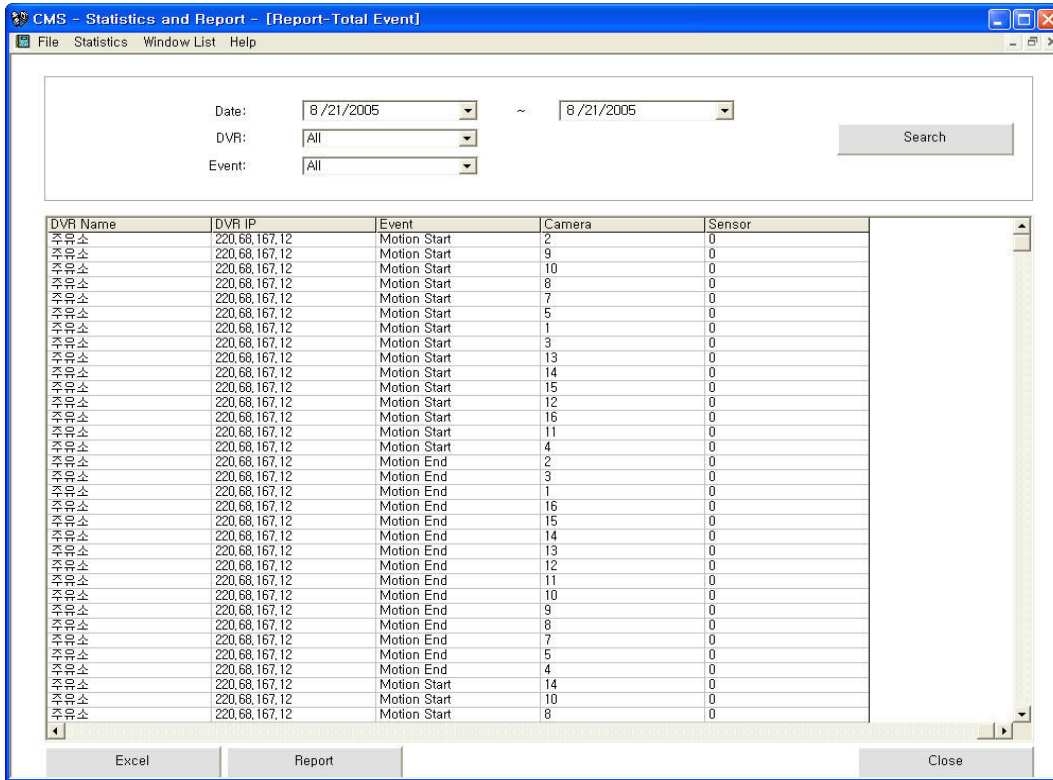 CMS - Statistics and Report - [Report-Total Event]
File Statistics Window List Help
Date: 8/21/2005 ~ 8/21/2005
DVR: All
Search
Event: All
DVR Name DVR IP Event Camera Sensor
주유소 220,68,167,12 Motion Start 2 0
주유소 220,68,167,12 Motion Start 9 0
주유소 220,68,167,12 Motion Start 10 0
주유소 220,68,167,12 Motion Start 8 0
주유소 220,68,167,12 Motion Start 7 0
주유소 220,68,167,12 Motion Start 5 0
주유소 220,68,167,12 Motion Start 1 0
주유소 220,68,167,12 Motion Start 3 0
주유소 220,68,167,12 Motion Start 13 0
주유소 220,68,167,12 Motion Start 14 0
주유소 220,68,167,12 Motion Start 15 0
주유소 220,68,167,12 Motion Start 12 0
주유소 220,68,167,12 Motion Start 16 0
주유소 220,68,167,12 Motion Start 11 0
주유소 220,68,167,12 Motion Start 4 0
주유소 220,68,167,12 Motion End 2 0
주유소 220,68,167,12 Motion End 3 0
주유소 220,68,167,12 Motion End 1 0
주유소 220,68,167,12 Motion End 16 0
주유소 220,68,167,12 Motion End 15 0
주유소 220,68,167,12 Motion End 14 0
주유소 220,68,167,12 Motion End 13 0
주유소 220,68,167,12 Motion End 12 0
주유소 220,68,167,12 Motion End 11 0
주유소 220,68,167,12 Motion End 10 0
주유소 220,68,167,12 Motion End 9 0
주유소 220,68,167,12 Motion End 8 0
주유소 220,68,167,12 Motion End 7 0
주유소 220,68,167,12 Motion End 5 0
주유소 220,68,167,12 Motion End 4 0
주유소 220,68,167,12 Motion Start 14 0
주유소 220,68,167,12 Motion Start 10 0
주유소 220,68,167,12 Motion Start 8 0
Excel Report Close